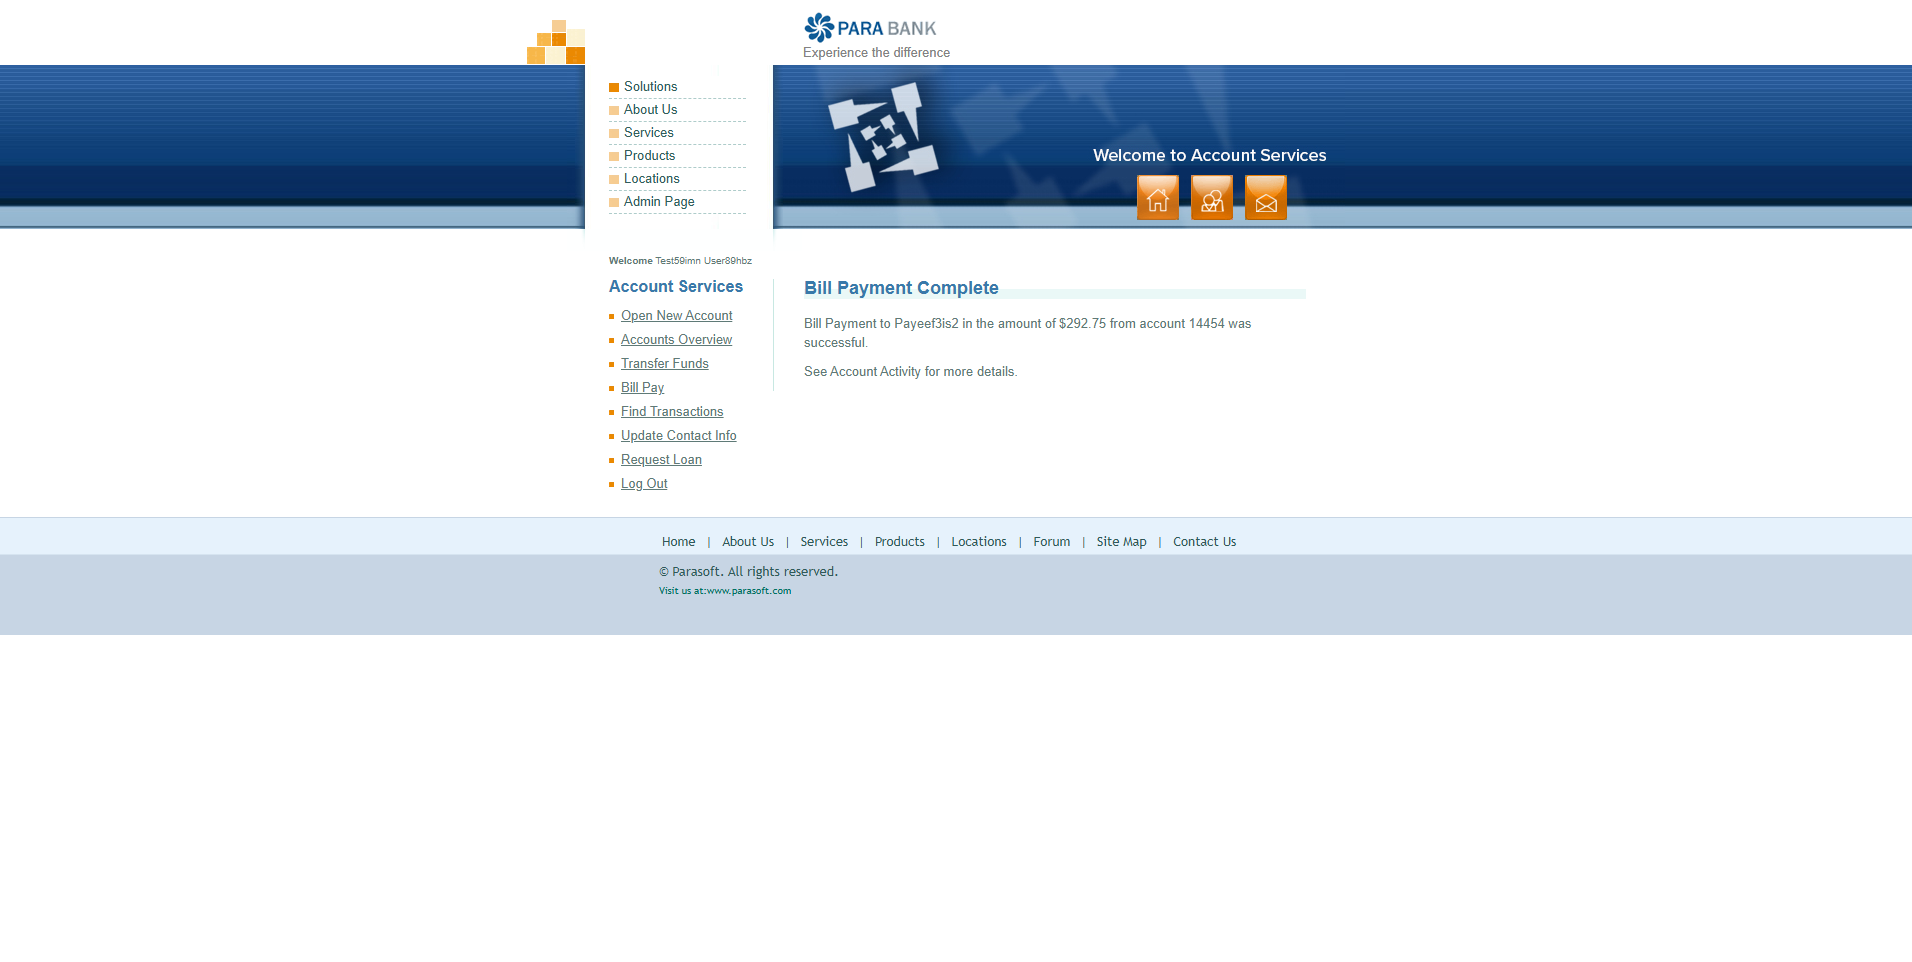 PARA BANK
Experience the difference
Solutions
About Us
Services
Products
Locations
Admin Page
Welcome to Account Services
Welcome Test59imn User89hbz
Account Services
Open New Account
Accounts Overview
Transfer Funds
Bill Pay
Find Transactions
Update Contact Info
Request Loan
Log Out
Bill Payment Complete
Bill Payment to Payeef3is2 in the amount of $292.75 from account 14454 was
successful.
See Account Activity for more details.
Home | About Us | Services | Products | Locations | Forum | Site Map | Contact Us
© Parasoft. All rights reserved.
Visit us at:www.parasoft.com